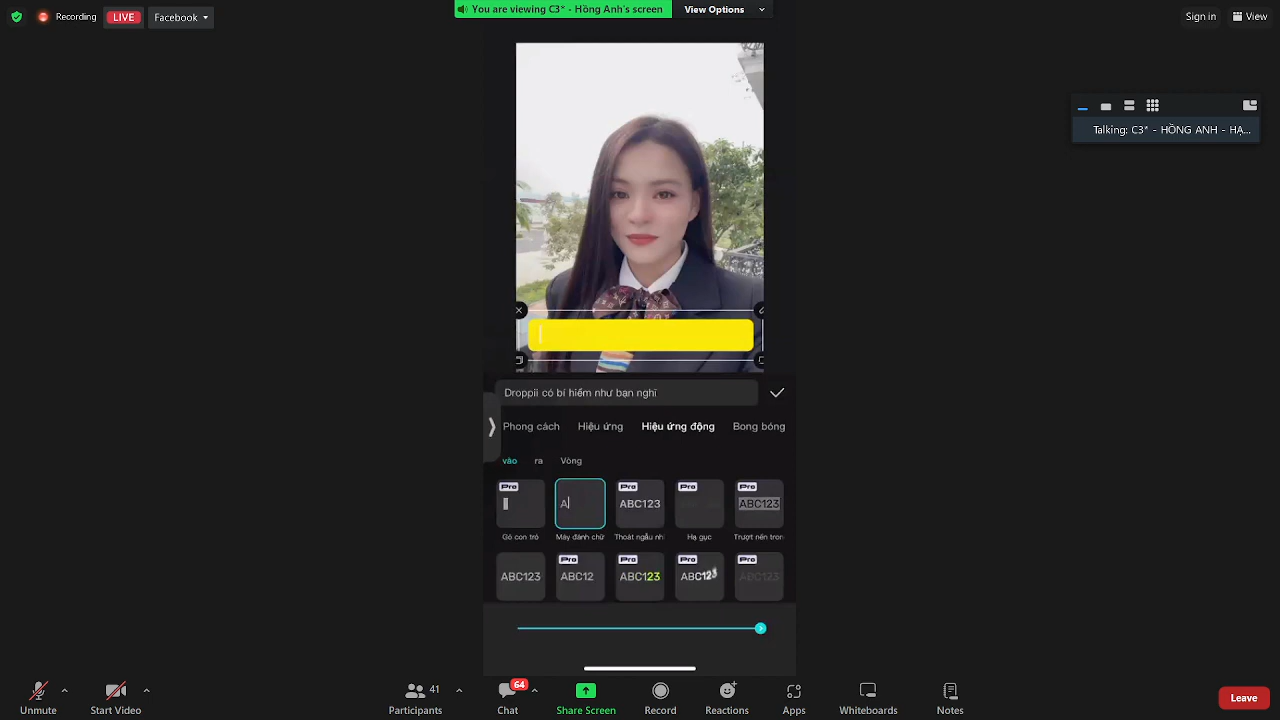 You are viewing C3* - Hồng Anh's screen
View Options
Recording
LIVE
Facebook
Sign in
View
Talking: C3* - HỒNG ANH - HA...
Droppii có bí hiểm như bạn nghĩ
Phong cách
Hiệu ứng
Hiệu ứng động
Bong bóng
vào
ra
Vòng
Pro
A
Pro
ABC123
Pro
Pro
ABC123
Gõ con trỏ
Máy đánh chữ
Thoát ngẫu nh
Hạ gục
Trượt nền tron
ABC123
Pro
ABC12
Pro
ABC123
Pro
ABC123
Pro
ABC123
Unmute
Start Video
41
Participants
64
Chat
Share Screen
Record
Reactions
Apps
Whiteboards
Notes
Leave